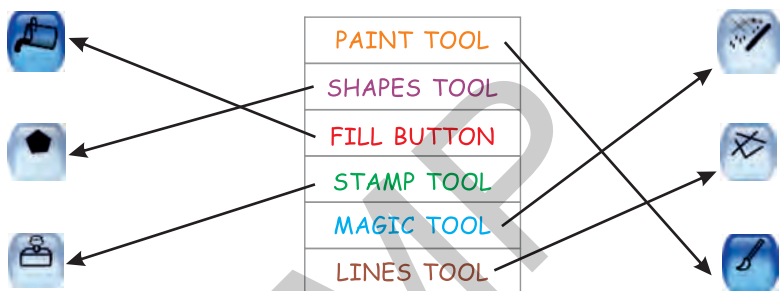 PAINT TOOL
SHAPES TOOL
FILL BUTTON
STAMP TOOL
MAGIC TOOL
LINES TOOL